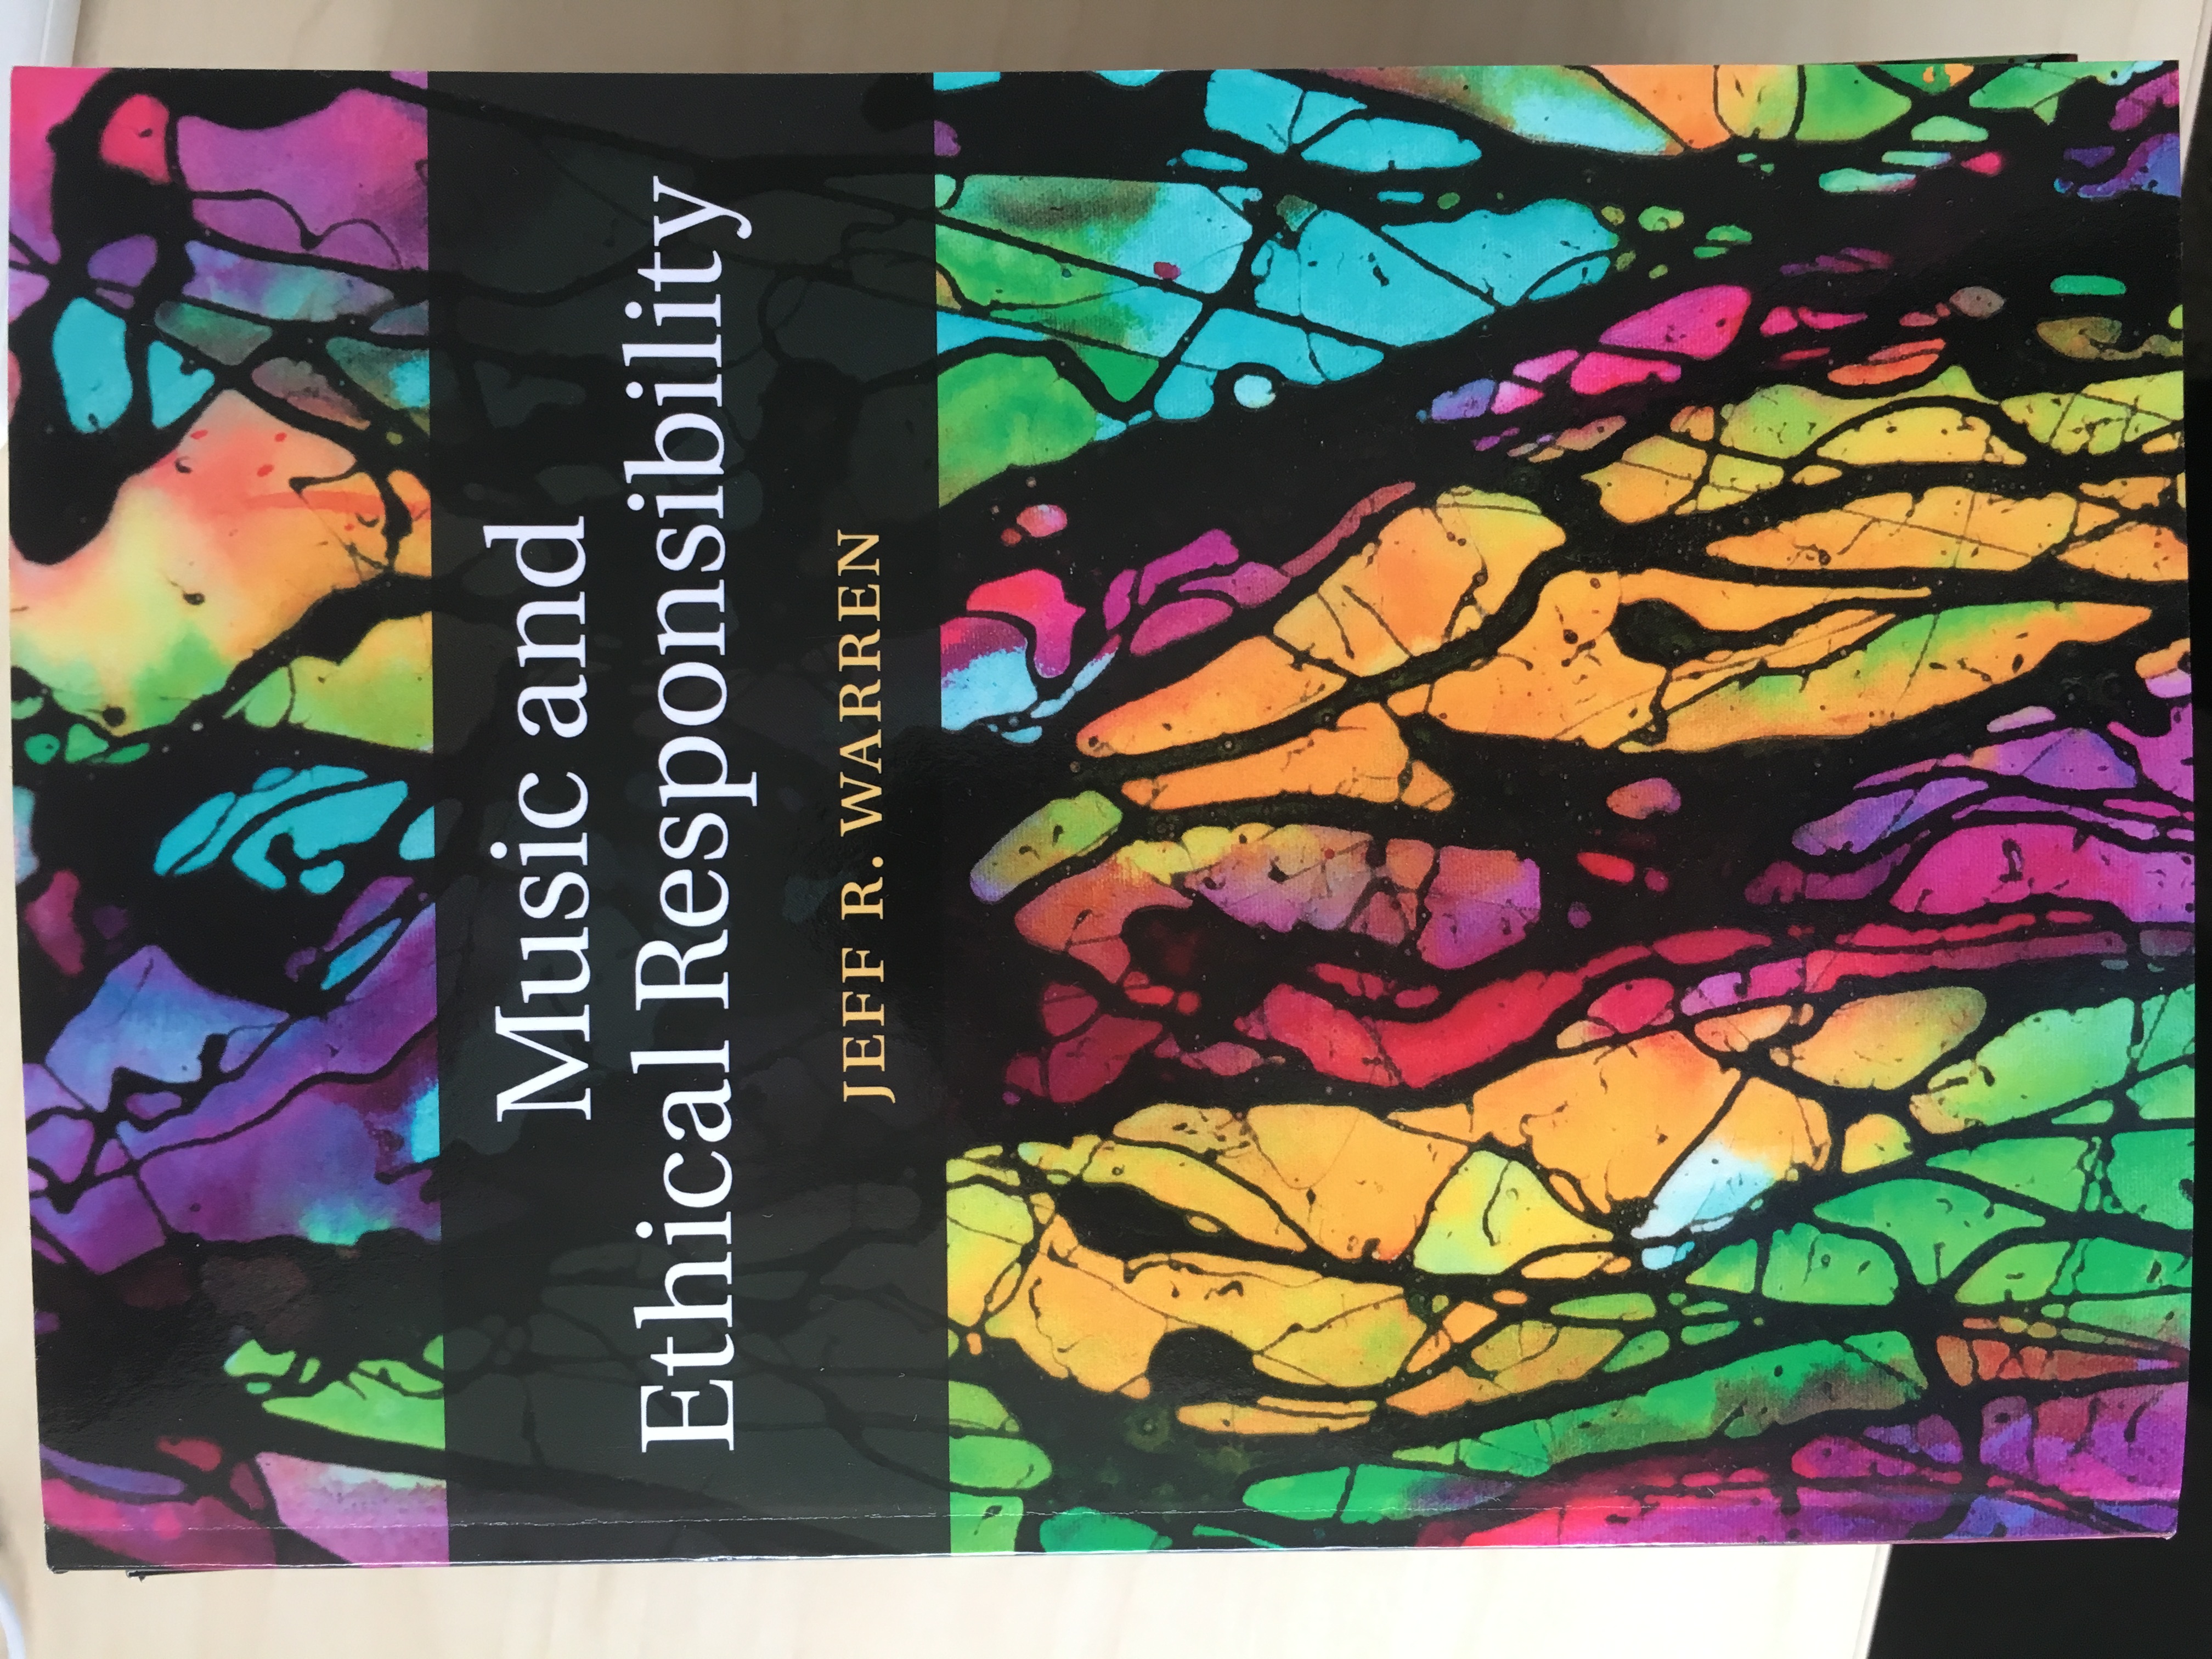 Music and
Ethical Responsibility
JEFF R. WARREN